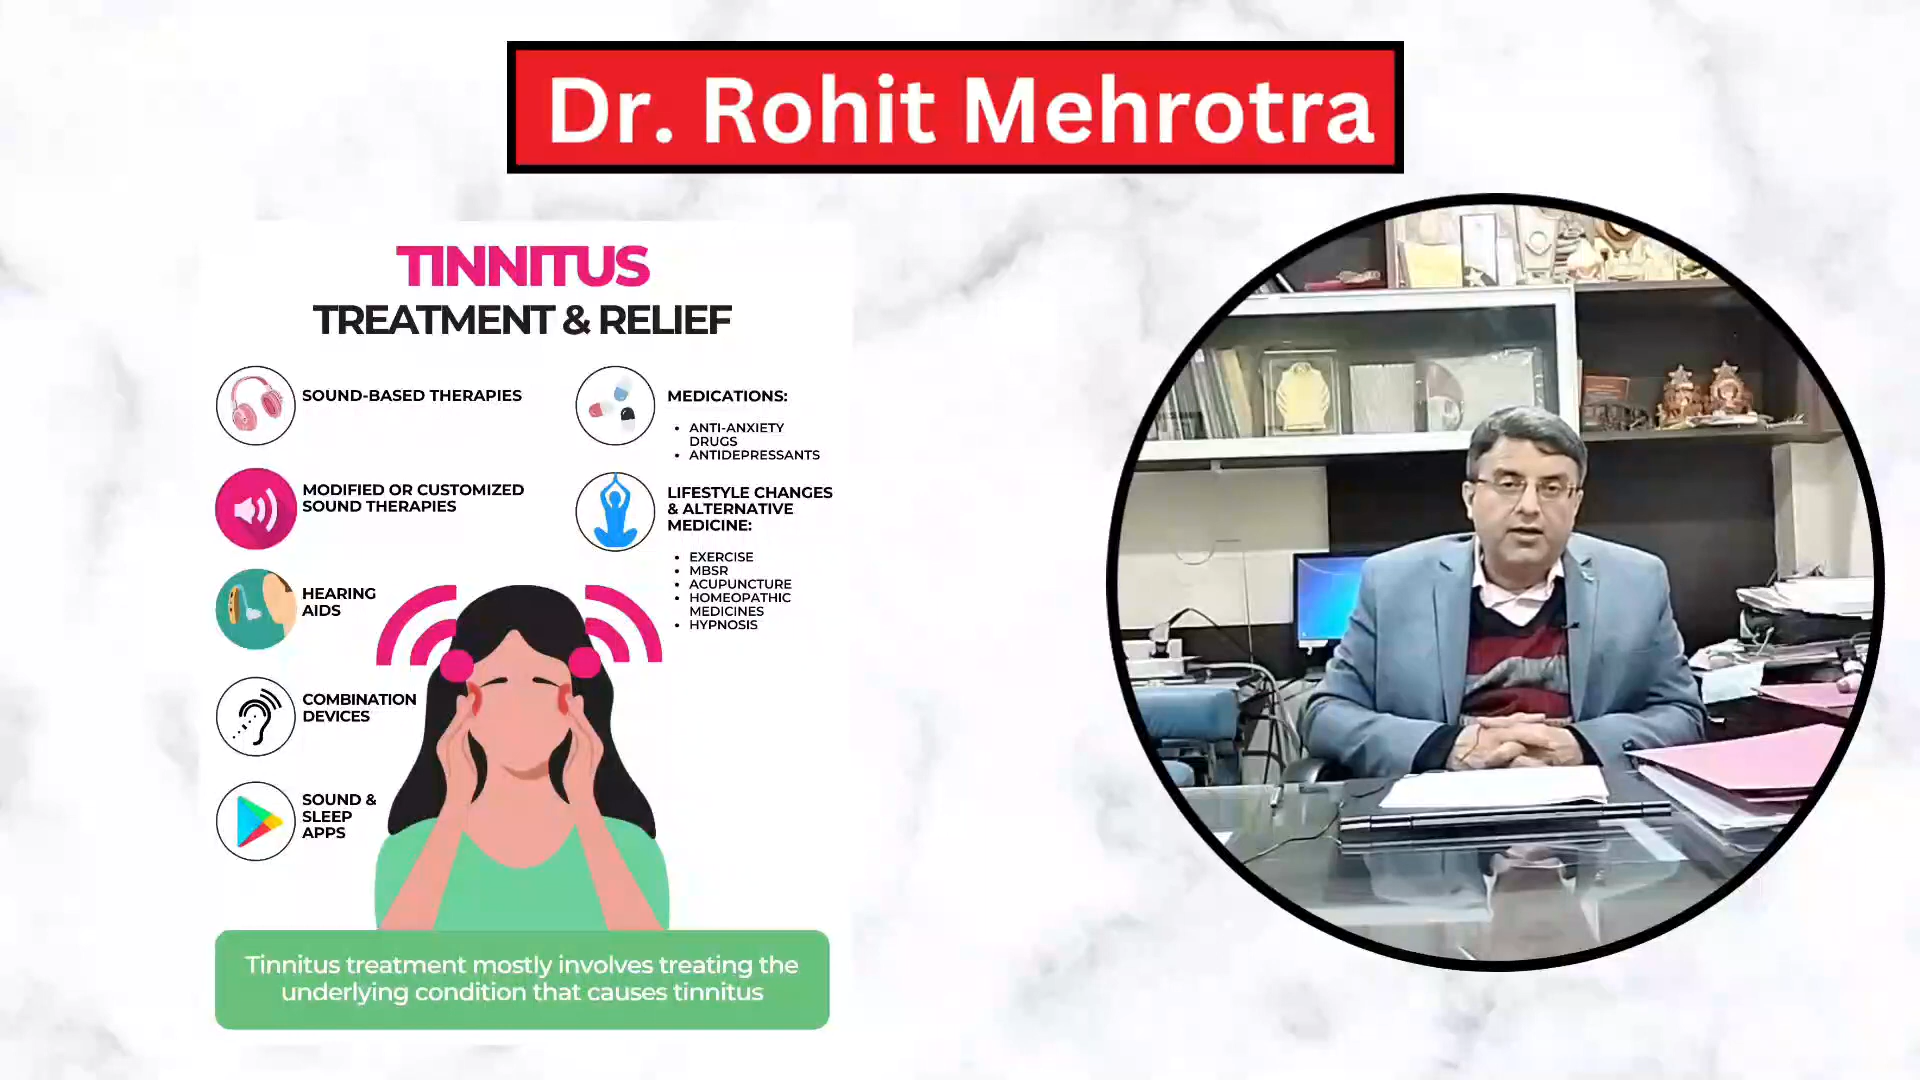 Dr. Rohit Mehrotra
TINNITUS
TREATMENT & RELIEF
SOUND-BASED THERAPIES
MODIFIED OR CUSTOMIZED
SOUND THERAPIES
HEARING
AIDS
COMBINATION
DEVICES
SOUND &
SLEEP
APPS
MEDICATIONS:
• ANTI-ANXIETY
DRUGS
• ANTIDEPRESSANTS
LIFESTYLE CHANGES
& ALTERNATIVE
MEDICINE:
• EXERCISE
• MBSR
• ACUPUNCTURE
• HOMEOPATHIC
MEDICINES
• HYPNOSIS
Tinnitus treatment mostly involves treating the
underlying condition that causes tinnitus